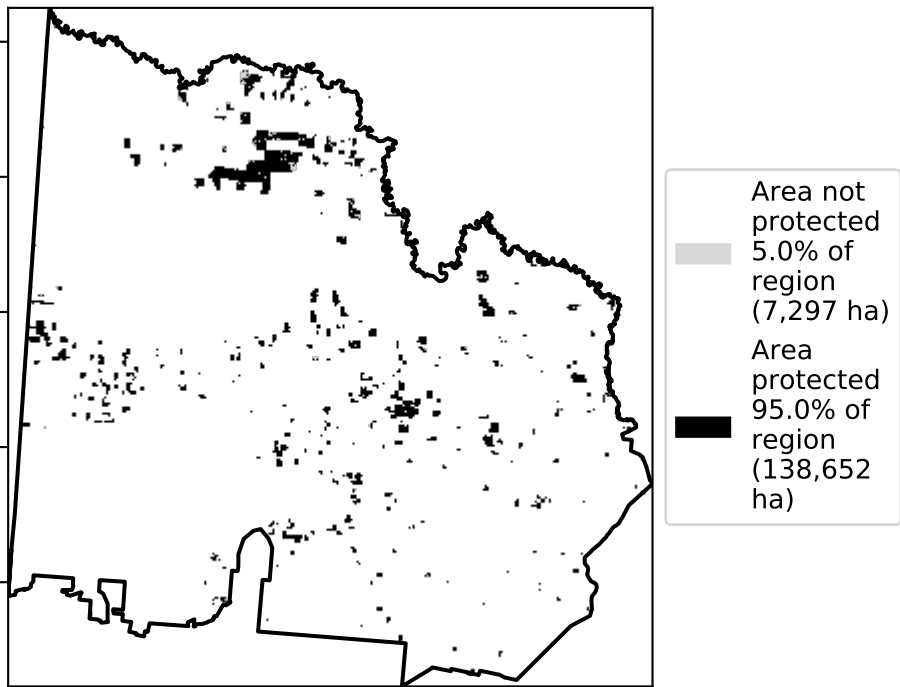 Area not
protected
5.0% of
region
(7,297 ha)
Area
protected
95.0% of
region
(138,652
ha)